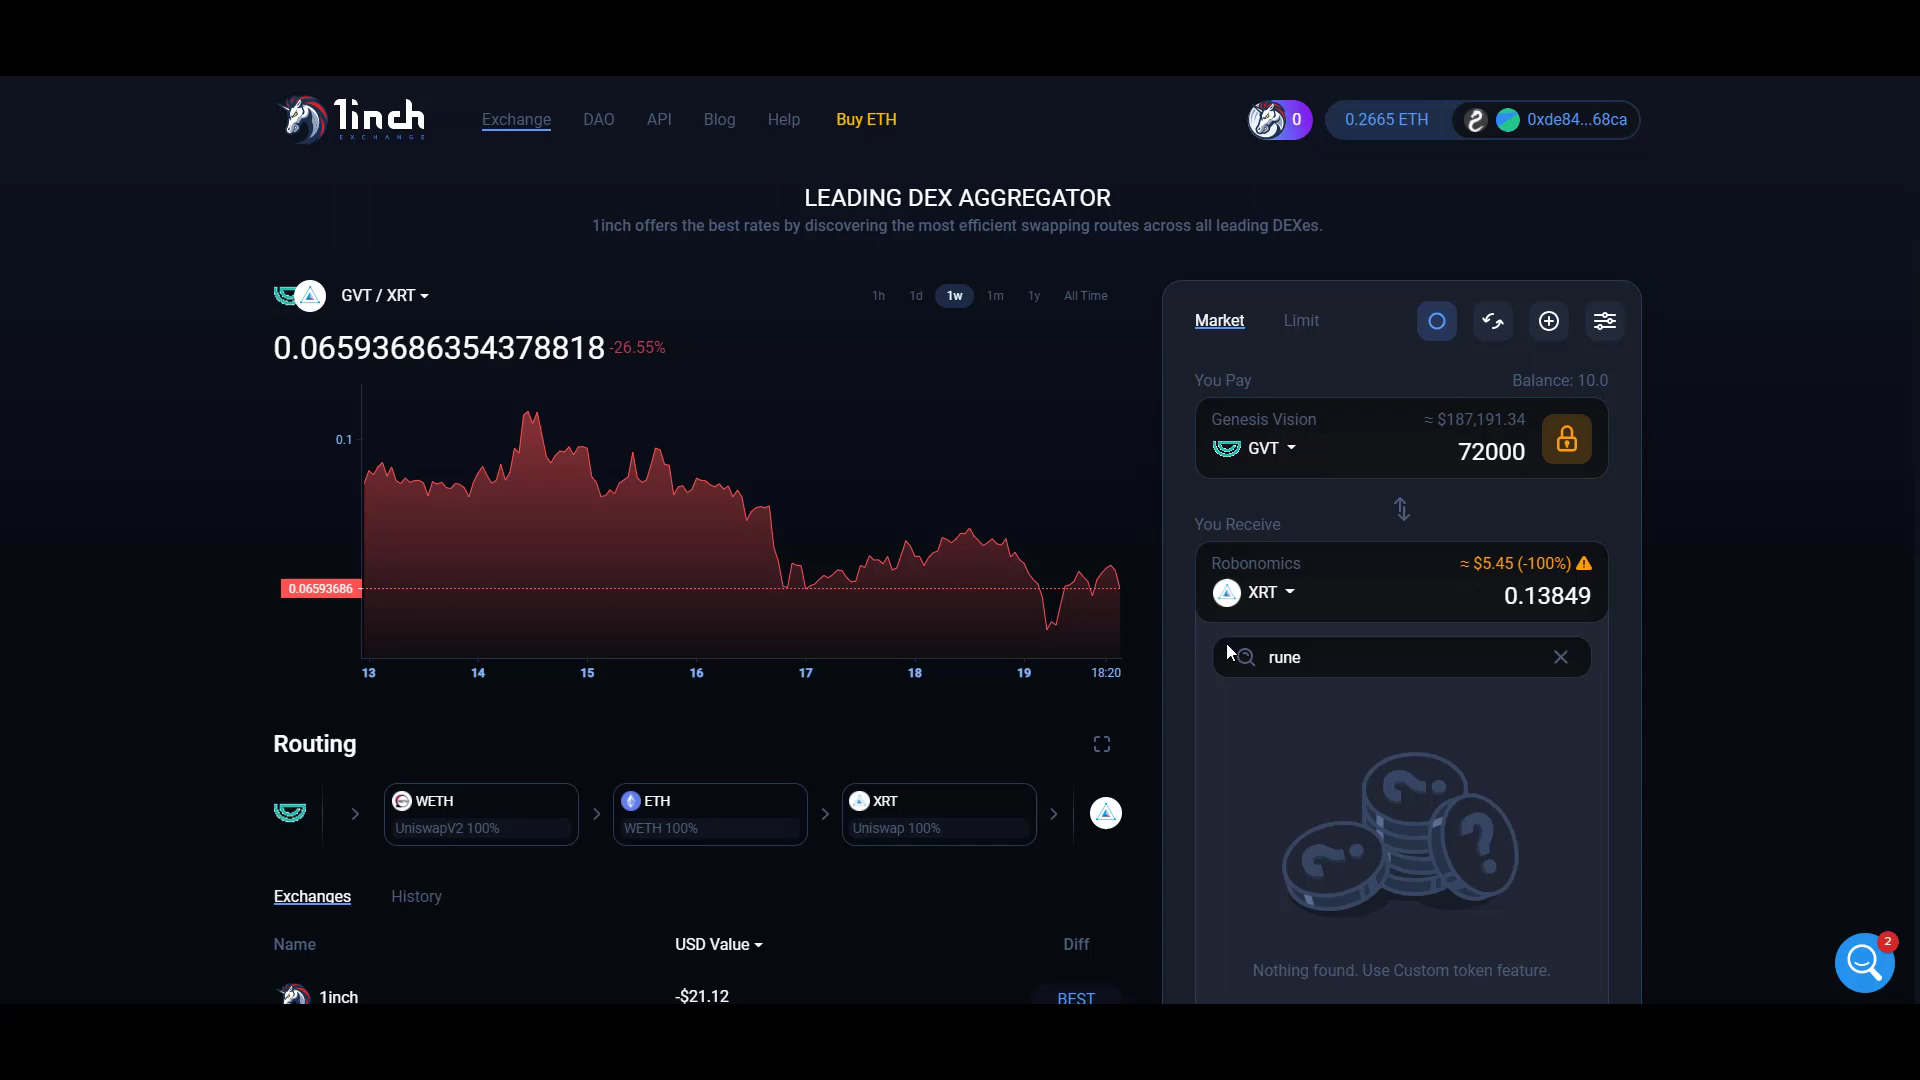 1inch
EXCHANGE
Exchange DAO API Blog Help Buy ETH
0
0.2665 ETH
0xde84...68ca
LEADING DEX AGGREGATOR
1inch offers the best rates by discovering the most efficient swapping routes across all leading DEXes.
GVT / XRT
1h 1d 1w 1m 1y All Time
0.06593686354378818 -26.55%
0.1
0.06593686
13 14 15 16 17 18 19 18:20
Market Limit
You Pay Balance: 10.0
Genesis Vision ≈ $187,191.34
GVT 72000
You Receive
Robonomics ≈ $5.45 (-100%)
XRT 0.13849
rune
Nothing found. Use Custom token feature.
Routing
WETH
UniswapV2 100%
ETH
WETH 100%
XRT
Uniswap 100%
Exchanges History
Name USD Value Diff
1inch -$21.12 BEST
2